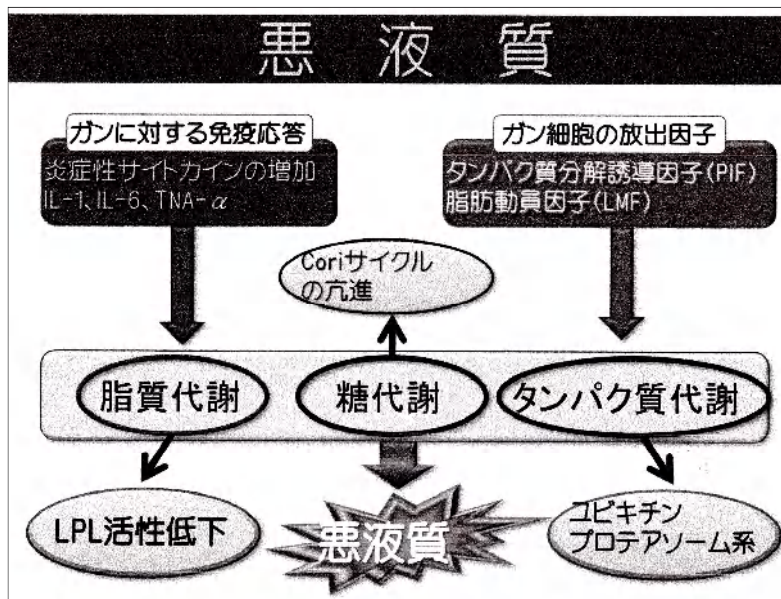 悪液質
ガンに対する免疫応答
炎症性サイトカインの増加
IL-1、IL-6、TNA-α
ガン細胞の放出因子
タンパク質分解誘導因子(PIF)
脂肪動員因子(LMF)
Coriサイクル
の亢進
脂質代謝
糖代謝
タンパク質代謝
LPL活性低下
悪液質
ユビキチン
プロテアソーム系